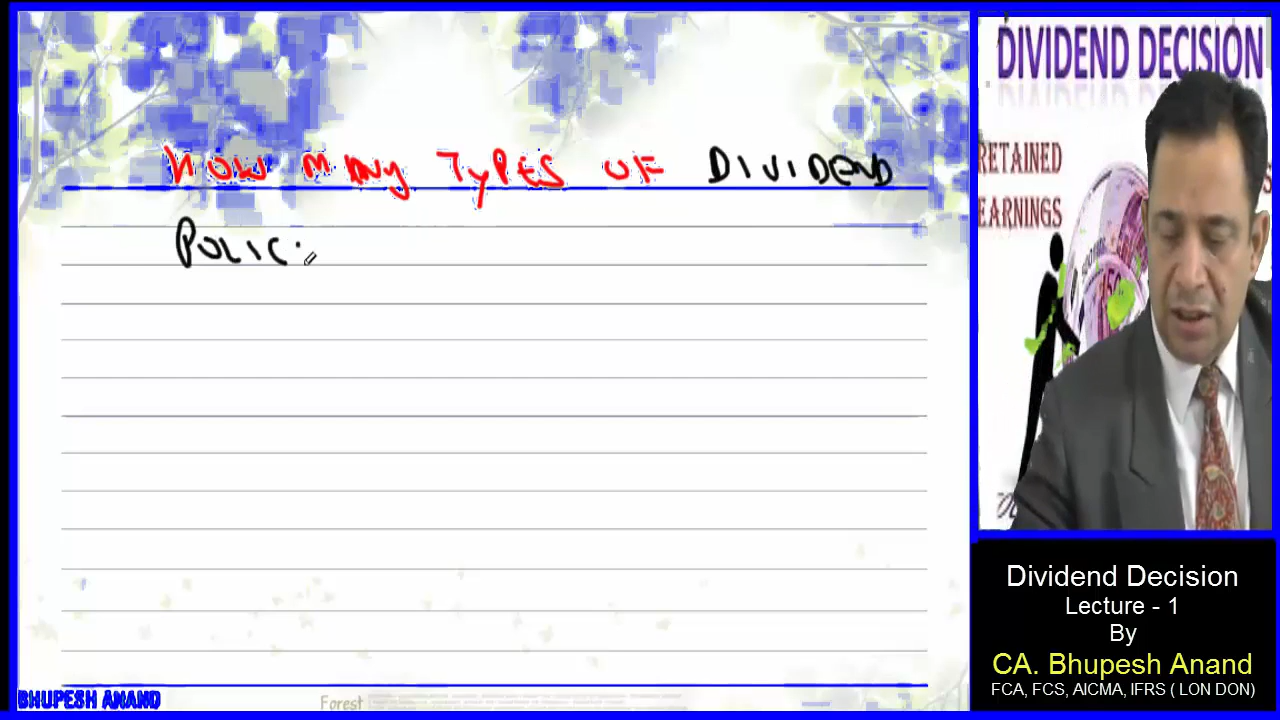 HOW MANY TYPES OF DIVIDEND
POLIC
BHUPESH ANAND
Forest
DIVIDEND DECISION
RETAINED
EARNINGS
Dividend Decision
Lecture - 1
By
CA. Bhupesh Anand
FCA, FCS, AICMA, IFRS ( LON DON)